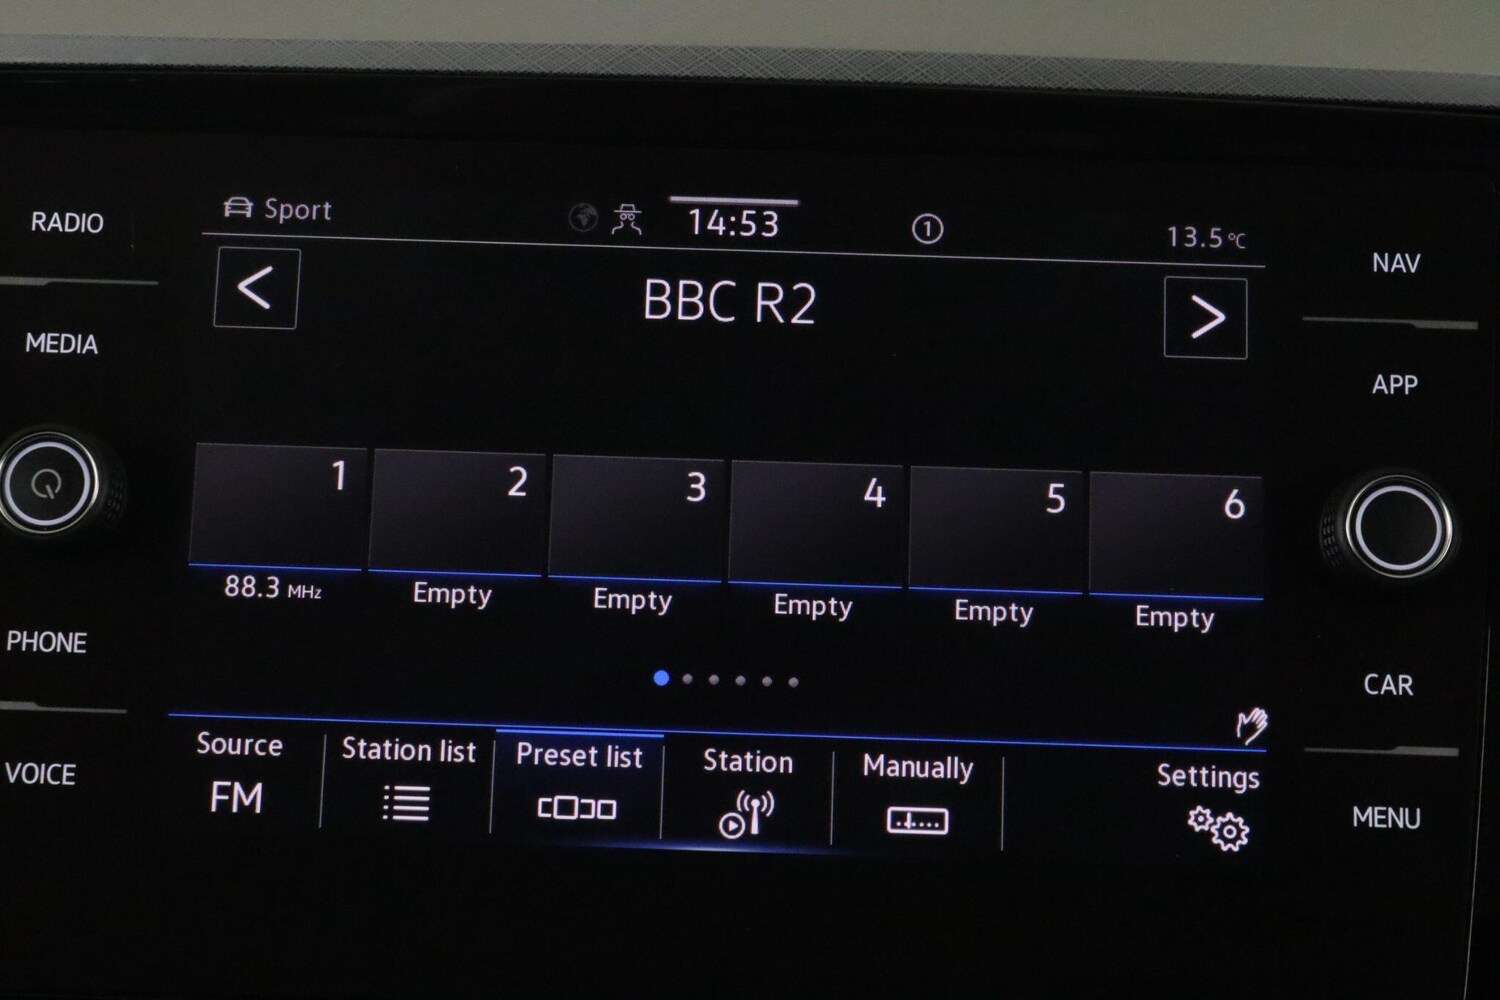 RADIO
MEDIA
PHONE
VOICE
Sport
14:53
1
13.5°C
<
BBC R2
>
1
2
3
4
5
6
88.3 MHz
Empty
Empty
Empty
Empty
Empty
Source
FM
Station list
Preset list
Station
Manually
Settings
NAV
APP
CAR
MENU